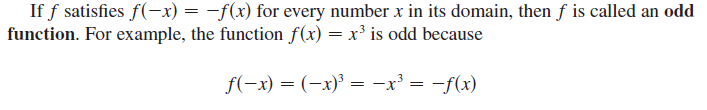 If f satisfies f(−x) = −f(x) for every number x in its domain, then f is called an odd
function. For example, the function f(x) = x³ is odd because
f(−x) = (−x)³ = −x³ = −f(x)